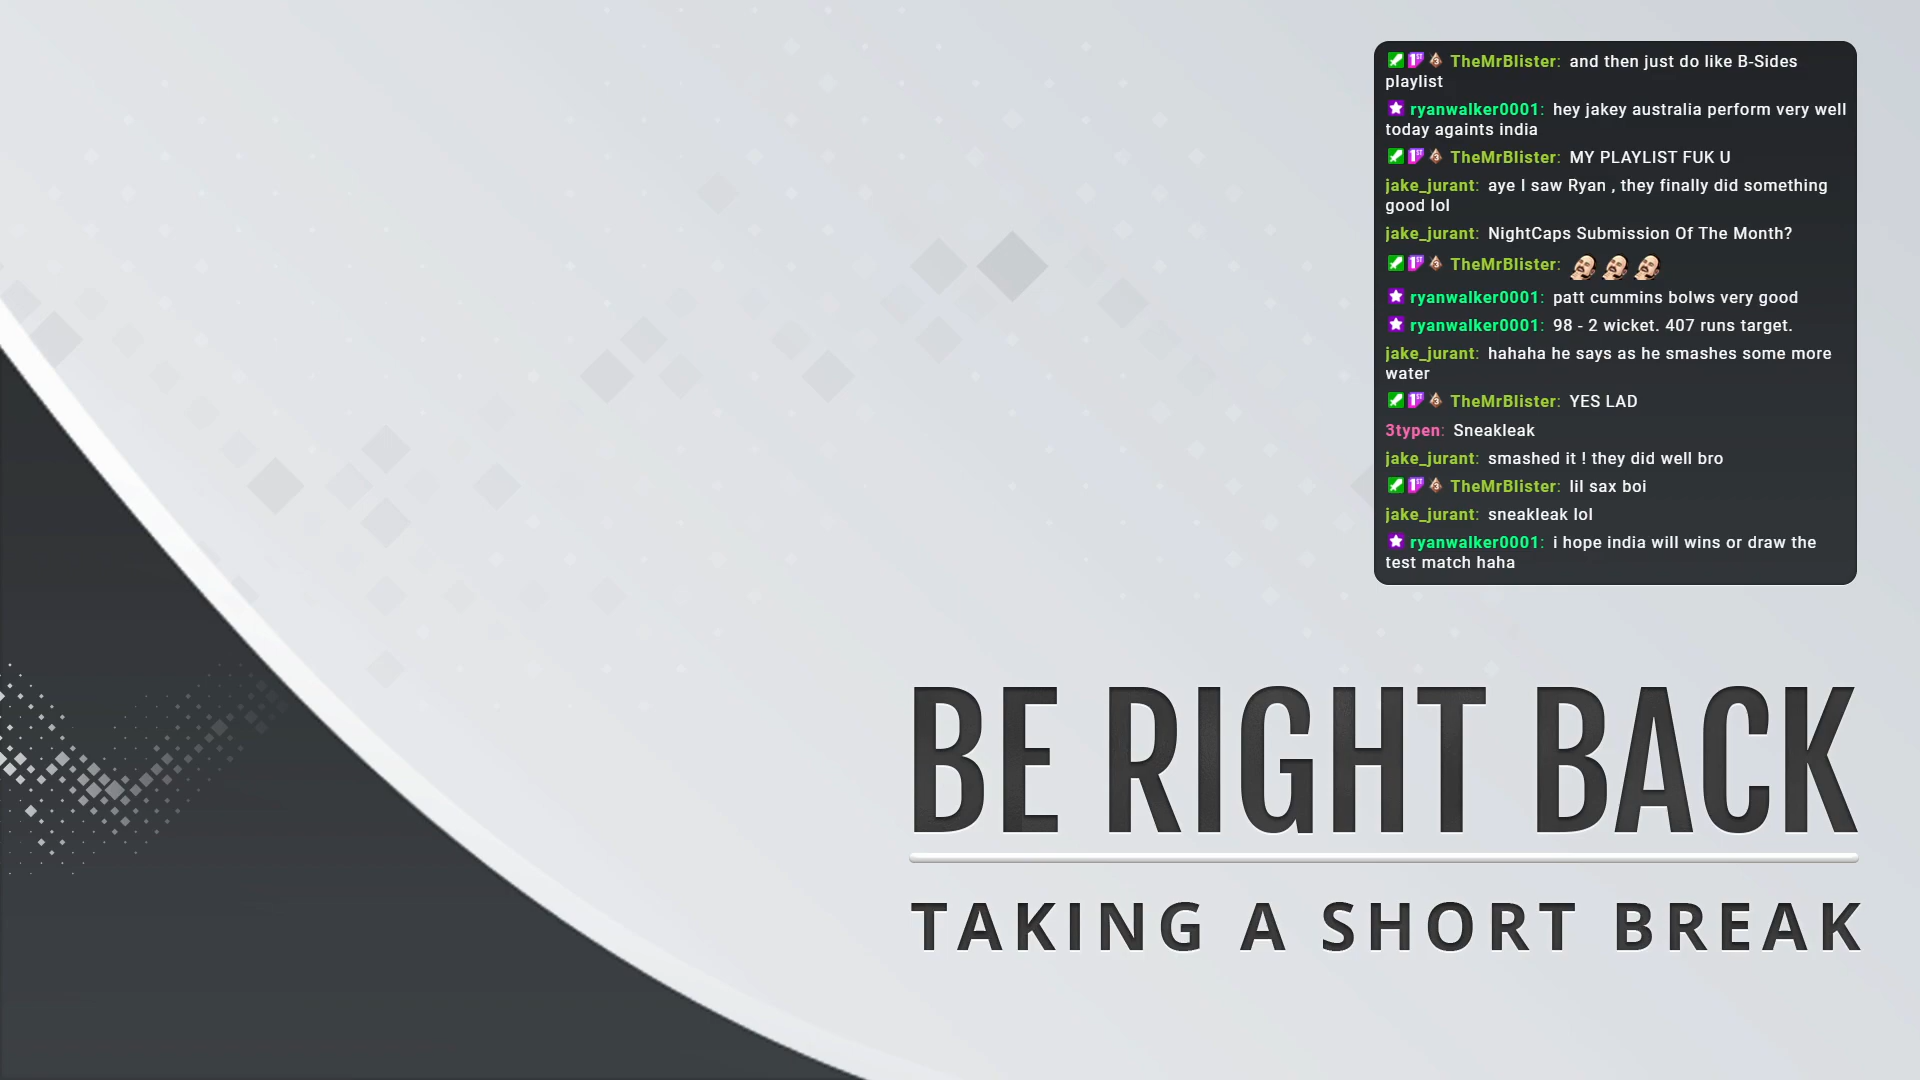 TheMrBlister: and then just do like B-Sides
playlist
ryanwalker0001: hey jakey australia perform very well
today againts india
TheMrBlister: MY PLAYLIST FUK U
jake_jurant: aye I saw Ryan , they finally did something
good lol
jake_jurant: NightCaps Submission Of The Month?
TheMrBlister:
ryanwalker0001: patt cummins bolws very good
ryanwalker0001: 98 - 2 wicket. 407 runs target.
jake_jurant: hahaha he says as he smashes some more
water
TheMrBlister: YES LAD
3typen: Sneakleak
jake_jurant: smashed it ! they did well bro
TheMrBlister: lil sax boi
jake_jurant: sneakleak lol
ryanwalker0001: i hope india will wins or draw the
test match haha
BE RIGHT BACK
TAKING A SHORT BREAK